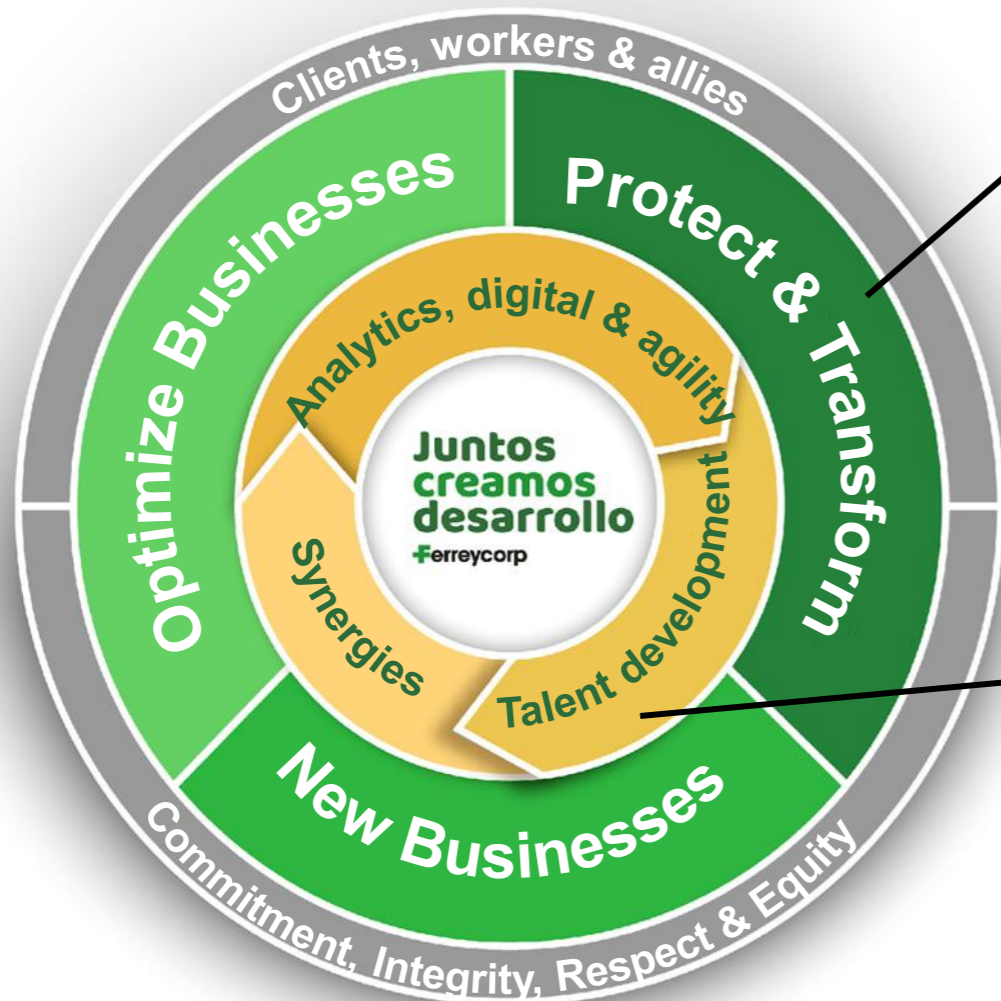 Clients, workers & allies
Optimize Businesses
Protect & Transform
New Businesses
Analytics, digital & agility
Talent development
Synergies
Juntos
creamos
desarrollo
Ferreycorp
Commitment, Integrity, Respect & Equity